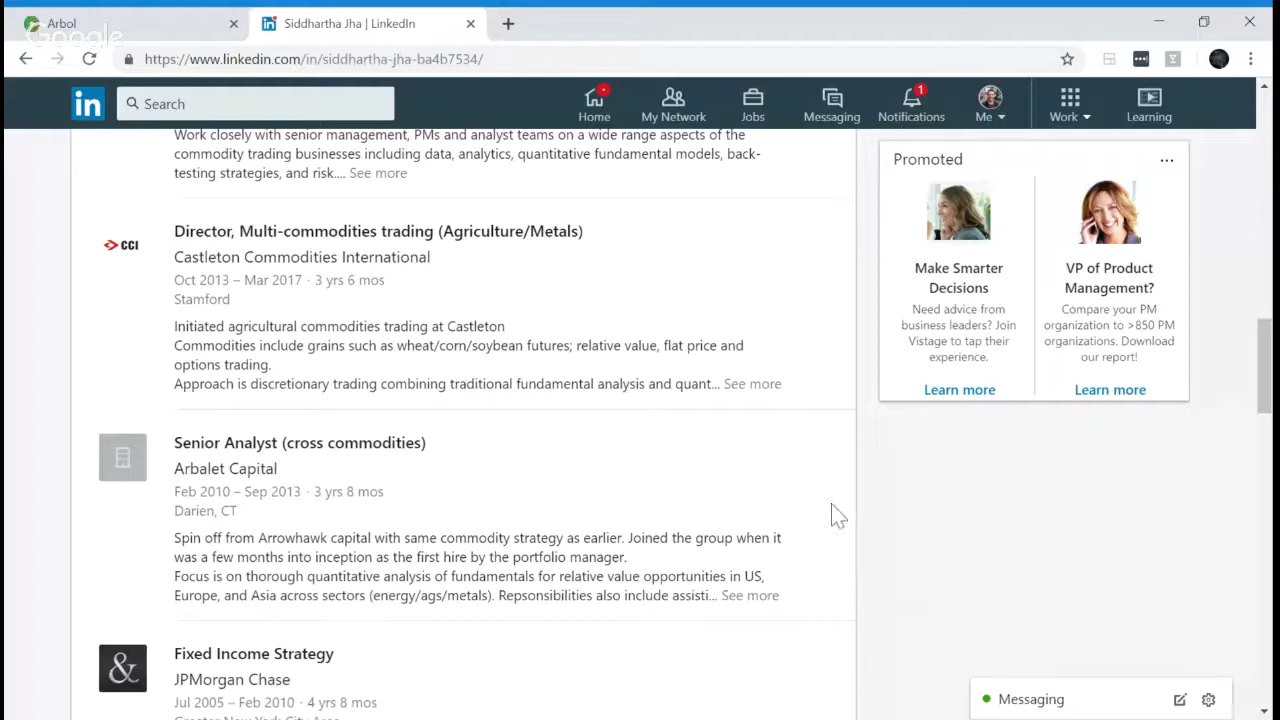 Arbol
Siddhartha Jha | LinkedIn
Google
https://www.linkedin.com/in/siddhartha-jha-ba4b7534/
in
Search
Home
My Network
Jobs
Messaging
1
Notifications
Me
Work
Learning
Work closely with senior management, PMs and analyst teams on a wide range aspects of the
commodity trading businesses including data, analytics, quantitative fundamental models, back-
testing strategies, and risk.... See more
CCI
Director, Multi-commodities trading (Agriculture/Metals)
Castleton Commodities International
Oct 2013 – Mar 2017 · 3 yrs 6 mos
Stamford
Initiated agricultural commodities trading at Castleton
Commodities include grains such as wheat/corn/soybean futures; relative value, flat price and
options trading.
Approach is discretionary trading combining traditional fundamental analysis and quant... See more
Senior Analyst (cross commodities)
Arbalet Capital
Feb 2010 – Sep 2013 · 3 yrs 8 mos
Darien, CT
Spin off from Arrowhawk capital with same commodity strategy as earlier. Joined the group when it
was a few months into inception as the first hire by the portfolio manager.
Focus is on thorough quantitative analysis of fundamentals for relative value opportunities in US,
Europe, and Asia across sectors (energy/ags/metals). Repsonsibilities also include assisti... See more
&
Fixed Income Strategy
JPMorgan Chase
Jul 2005 – Feb 2010 · 4 yrs 8 mos
Greater New York City Area
Promoted
Make Smarter
Decisions
Need advice from
business leaders? Join
Vistage to tap their
experience.
Learn more
VP of Product
Management?
Compare your PM
organization to >850 PM
organizations. Download
our report!
Learn more
Messaging